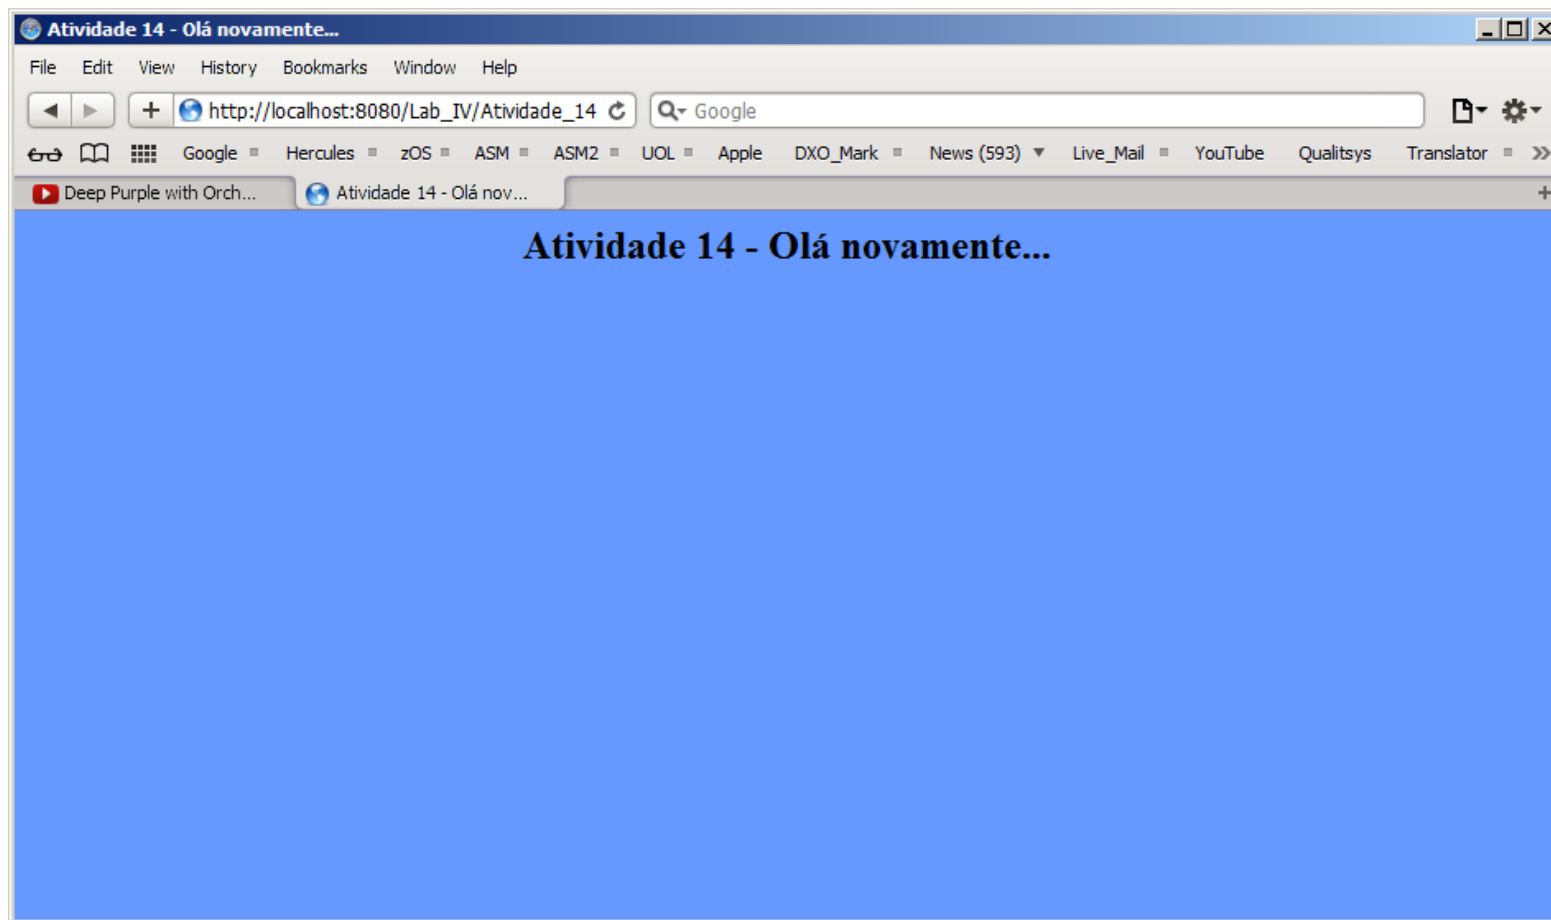 Atividade 14 - Olá novamente...
File Edit View History Bookmarks Window Help
+ http://localhost:8080/Lab_IV/Atividade_14 Google
Google Hercules zOS ASM ASM2 UOL Apple DXO_Mark News (593) Live_Mail YouTube Qualitsys Translator
Deep Purple with Orch... Atividade 14 - Olá nov... +
Atividade 14 - Olá novamente...